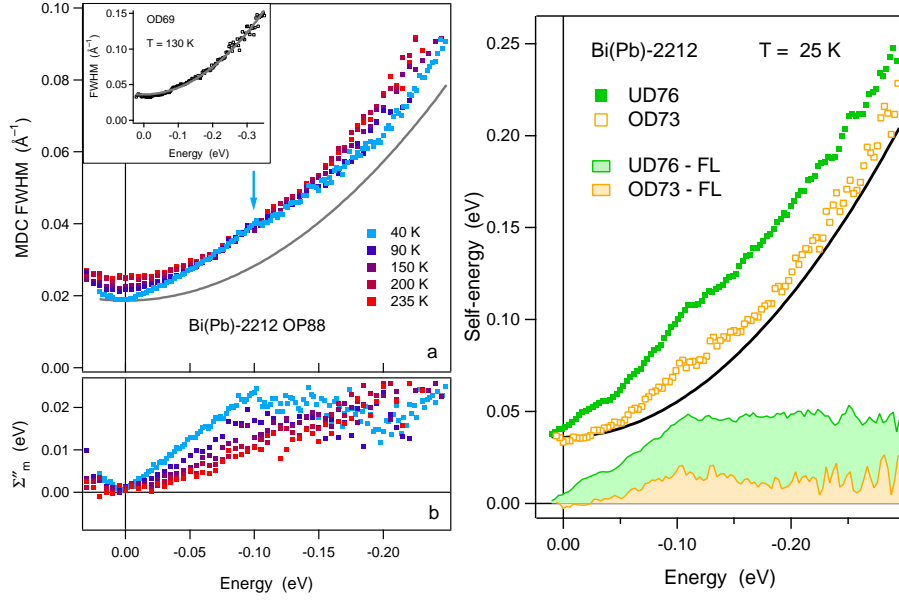 OD69
T = 130 K
FWHM (Å⁻¹)
0.15
0.10
0.05
0.00
0.0
-0.1
-0.2
-0.3
Energy (eV)
MDC FWHM (Å⁻¹)
0.10
0.08
0.06
0.04
0.02
0.00
40 K
90 K
150 K
200 K
235 K
Bi(Pb)-2212 OP88
a
Σ″m (eV)
0.02
0.01
0.00
b
0.00
-0.05
-0.10
-0.15
-0.20
Energy (eV)
Bi(Pb)-2212 T = 25 K
UD76
OD73
UD76 - FL
OD73 - FL
Self-energy (eV)
0.25
0.20
0.15
0.10
0.05
0.00
0.00
-0.10
-0.20
Energy (eV)